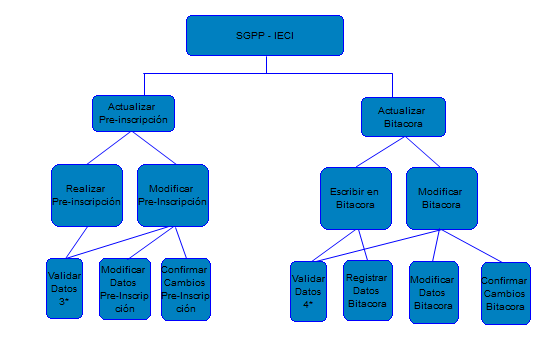 SGPP - IECI
Actualizar
Pre-inscripción
Actualizar
Bitacora
Realizar
Pre-inscripción
Modificar
Pre-Inscripción
Escribir en
Bitacora
Modificar
Bitacora
Validar
Datos
3*
Modificar
Datos
Pre-Inscrip
ción
Confirmar
Cambios
Pre-Inscrip
ción
Validar
Datos
4*
Registrar
Datos
Bitacora
Modificar
Datos
Bitacora
Confirmar
Cambios
Bitacora